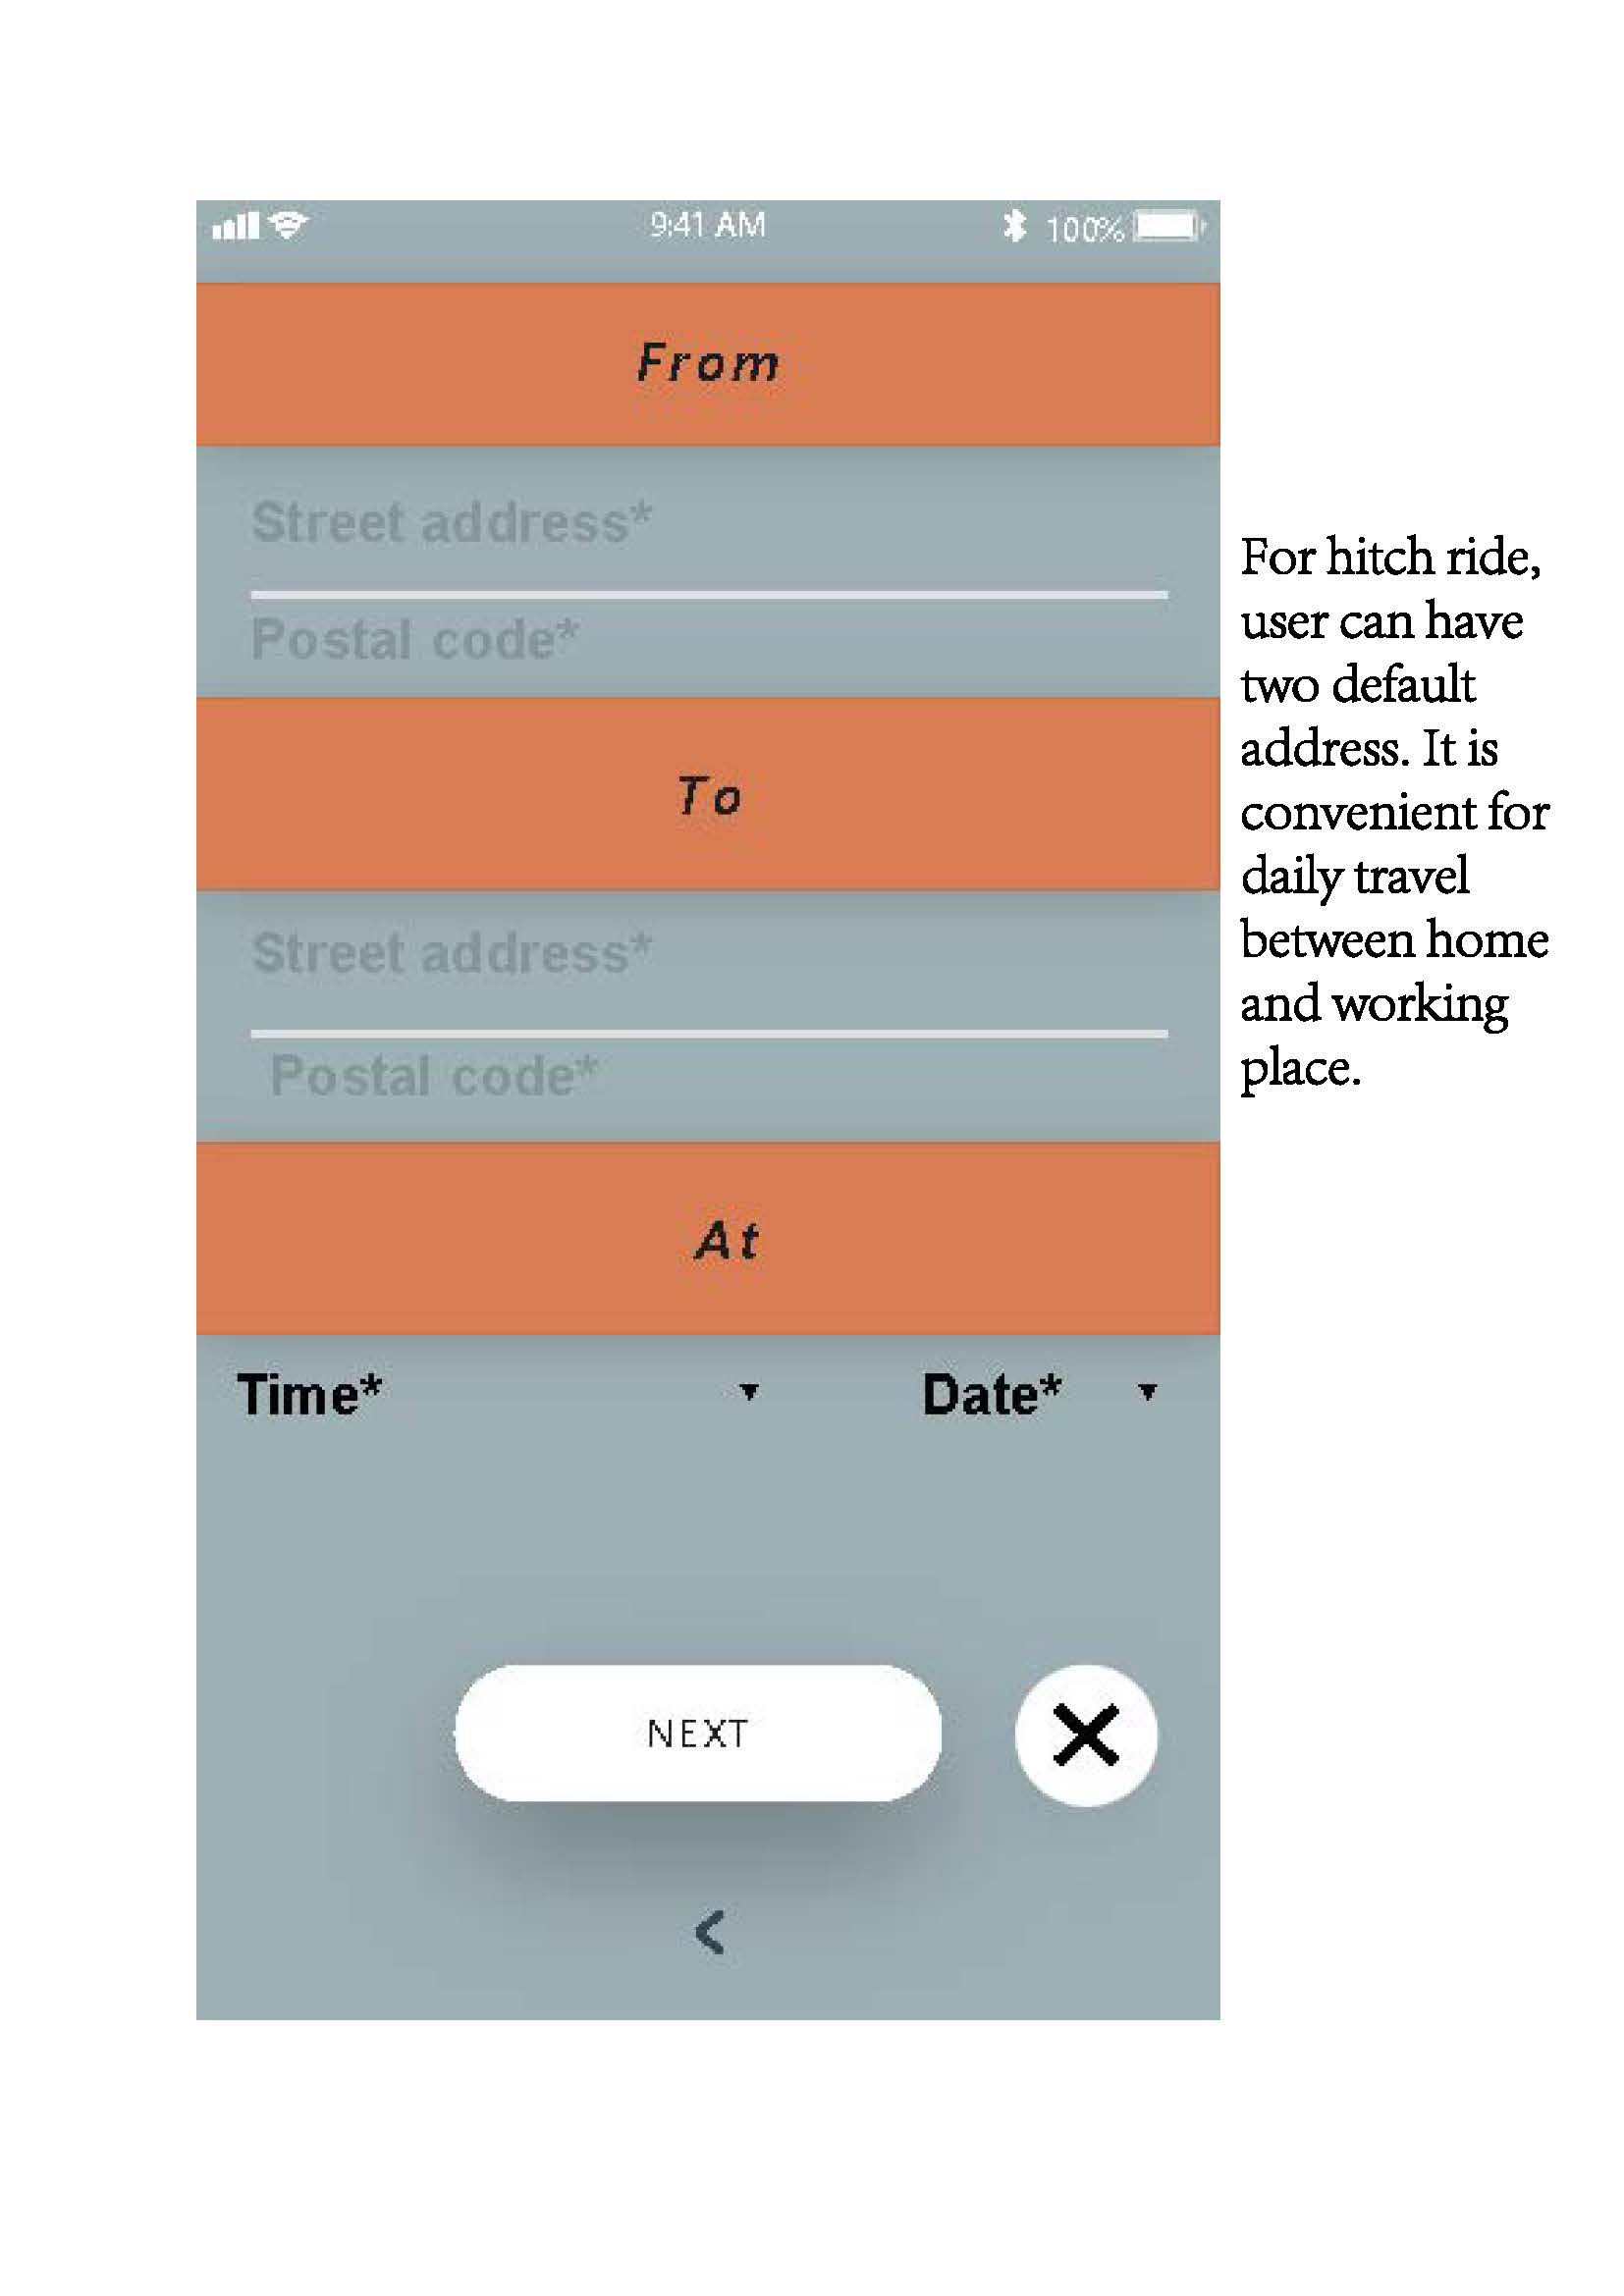 9:41 AM 100%
From
Street address*
Postal code*
To
Street address*
Postal code*
At
Time* Date*
NEXT
For hitch ride,
user can have
two default
address. It is
convenient for
daily travel
between home
and working
place.